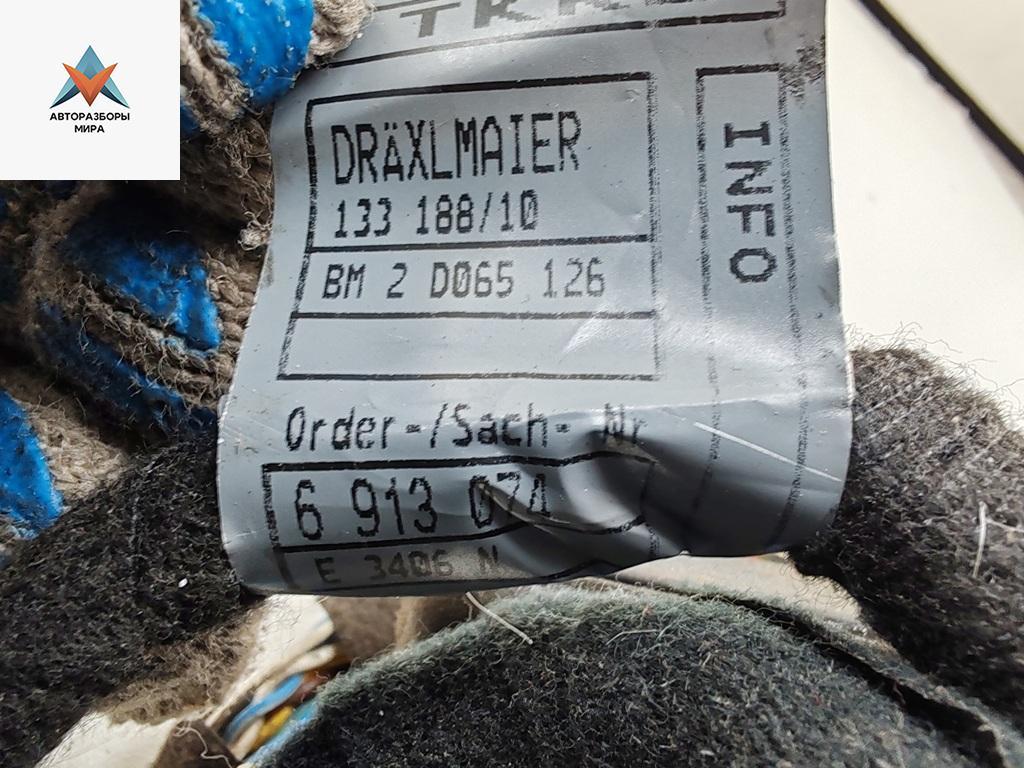 АВТОРАЗБОРЫ
МИРА
DRÄXLMAIER
133 188/10
BM 2 D065 126
INFO
Order-/Sach- Nr
6 913 074
E 3406 N